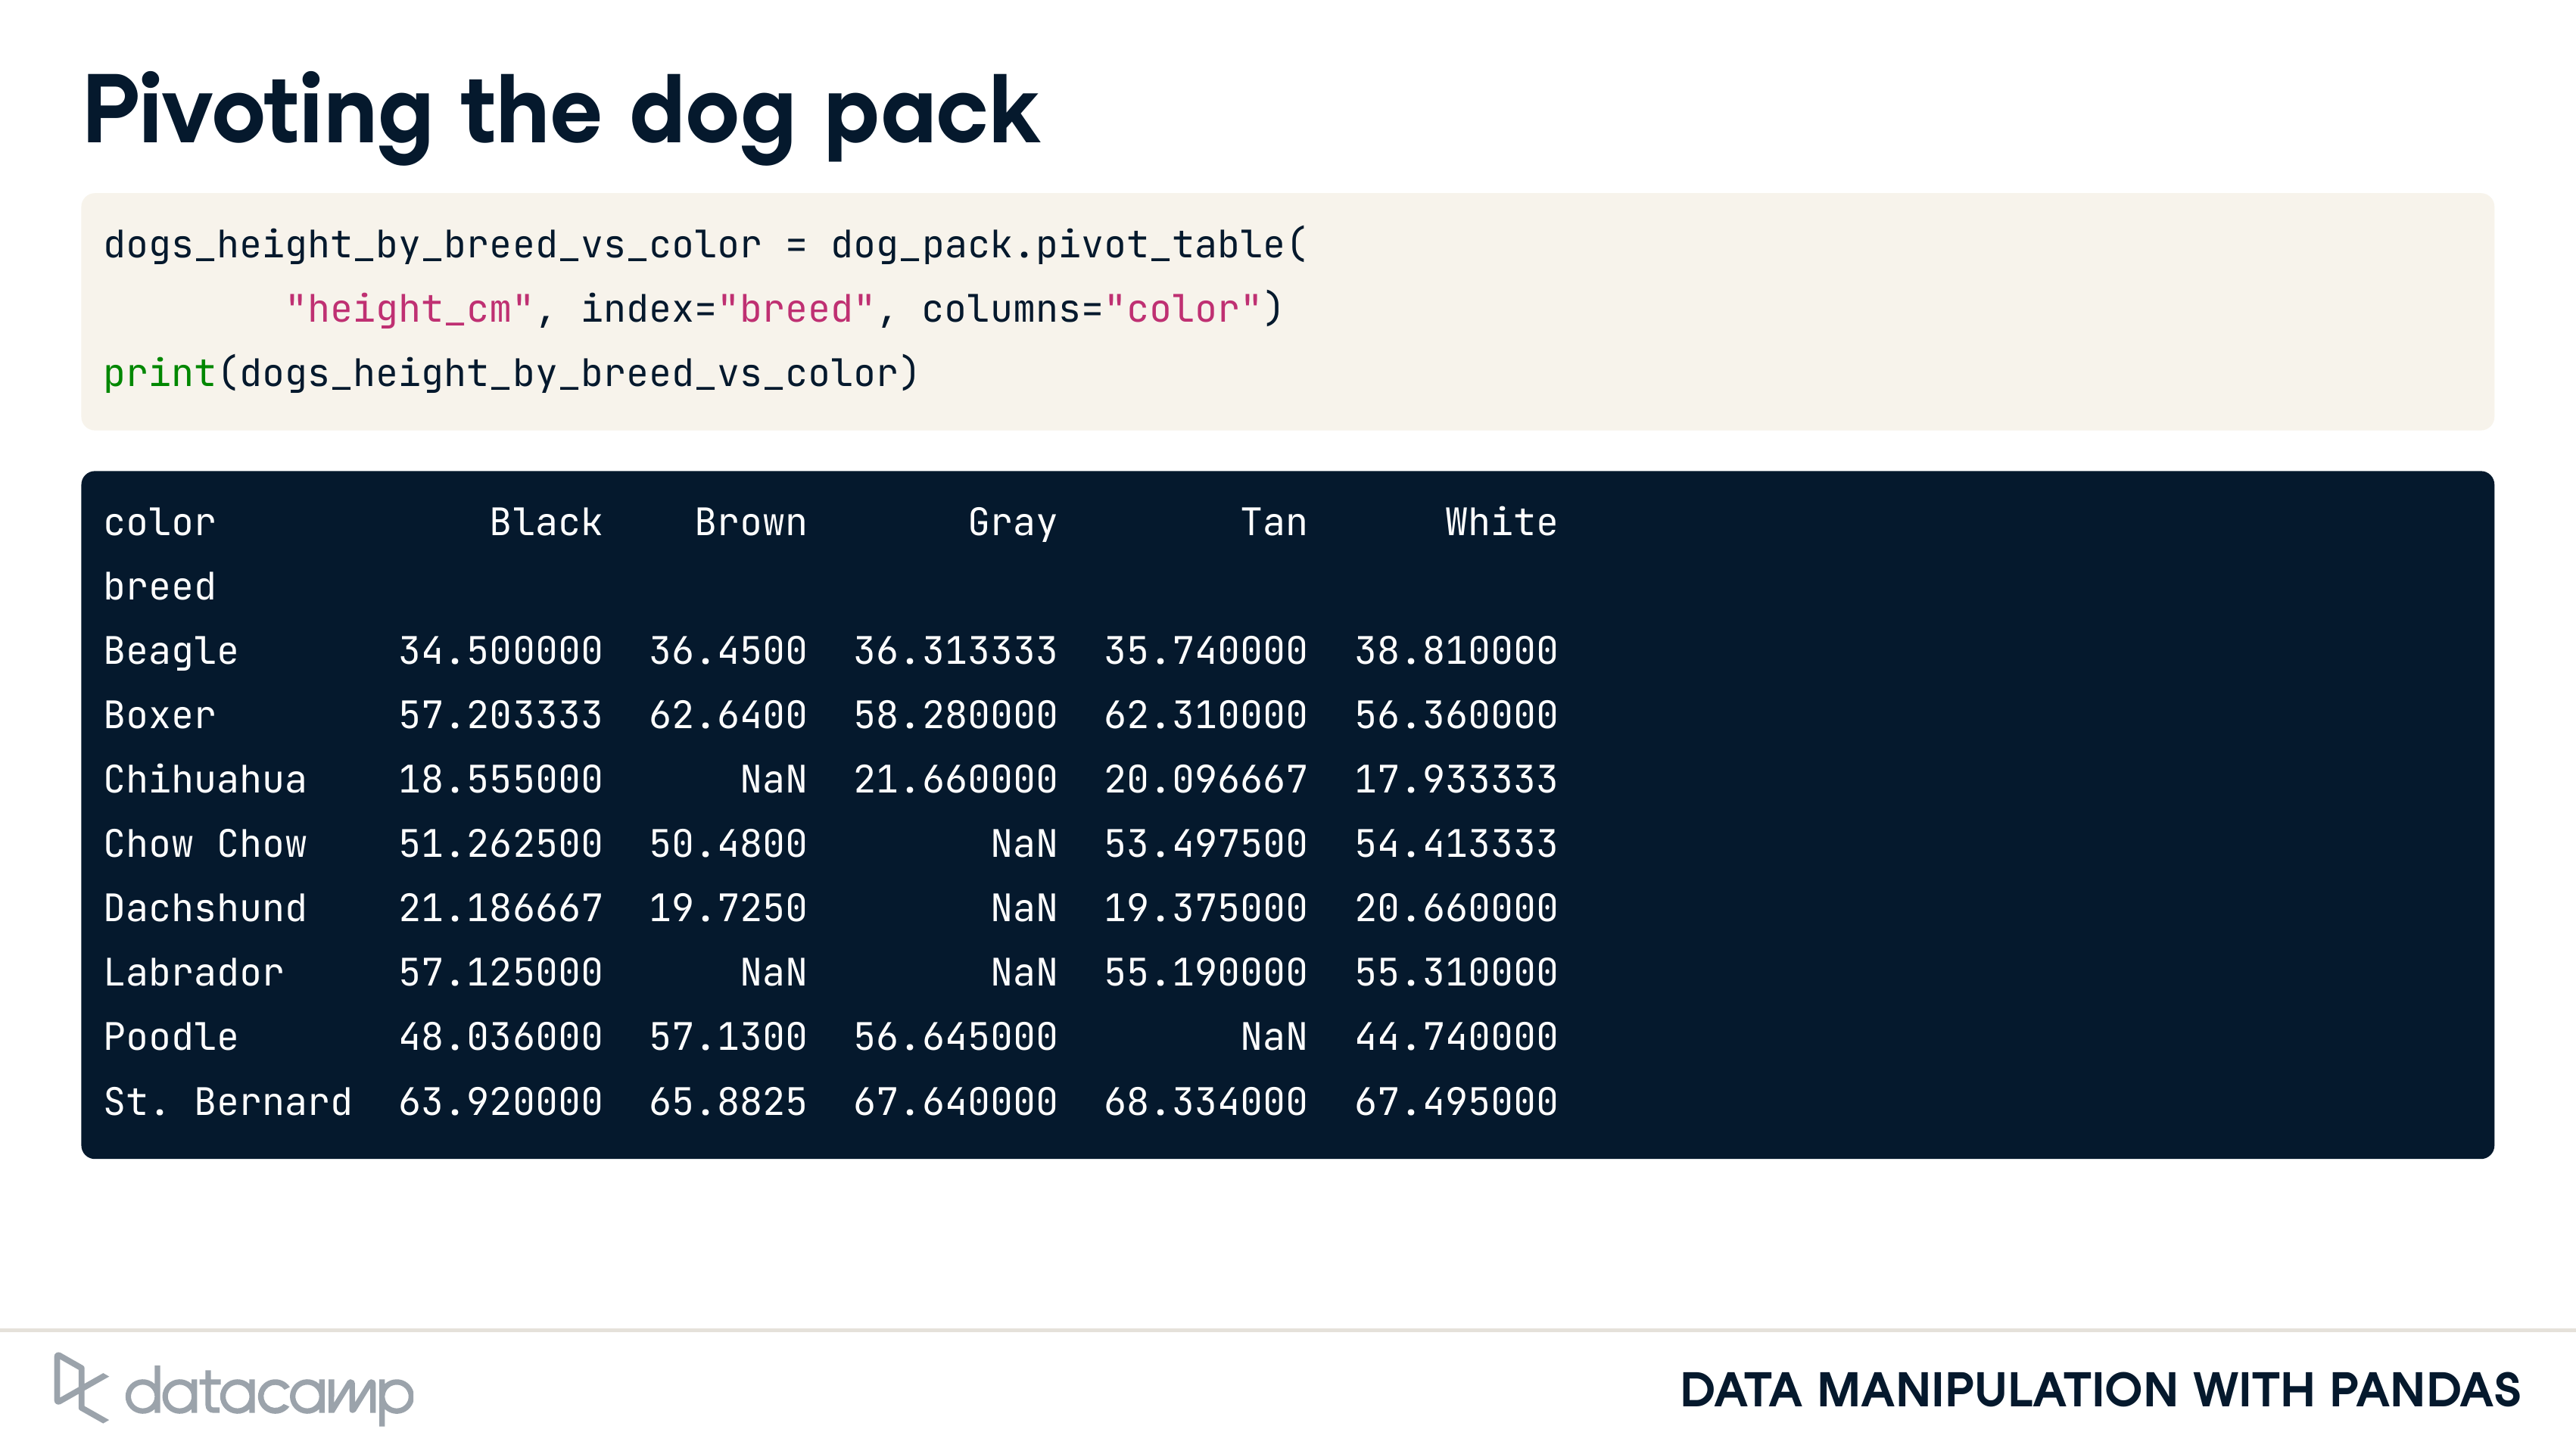 Pivoting the dog pack
dogs_height_by_breed_vs_color = dog_pack.pivot_table(
        "height_cm", index="breed", columns="color")
print(dogs_height_by_breed_vs_color)
color            Black    Brown       Gray        Tan      White
breed
Beagle       34.500000  36.4500  36.313333  35.740000  38.810000
Boxer        57.203333  62.6400  58.280000  62.310000  56.360000
Chihuahua    18.555000      NaN  21.660000  20.096667  17.933333
Chow Chow    51.262500  50.4800        NaN  53.497500  54.413333
Dachshund    21.186667  19.7250        NaN  19.375000  20.660000
Labrador     57.125000      NaN        NaN  55.190000  55.310000
Poodle       48.036000  57.1300  56.645000        NaN  44.740000
St. Bernard  63.920000  65.8825  67.640000  68.334000  67.495000
datacamp
DATA MANIPULATION WITH PANDAS